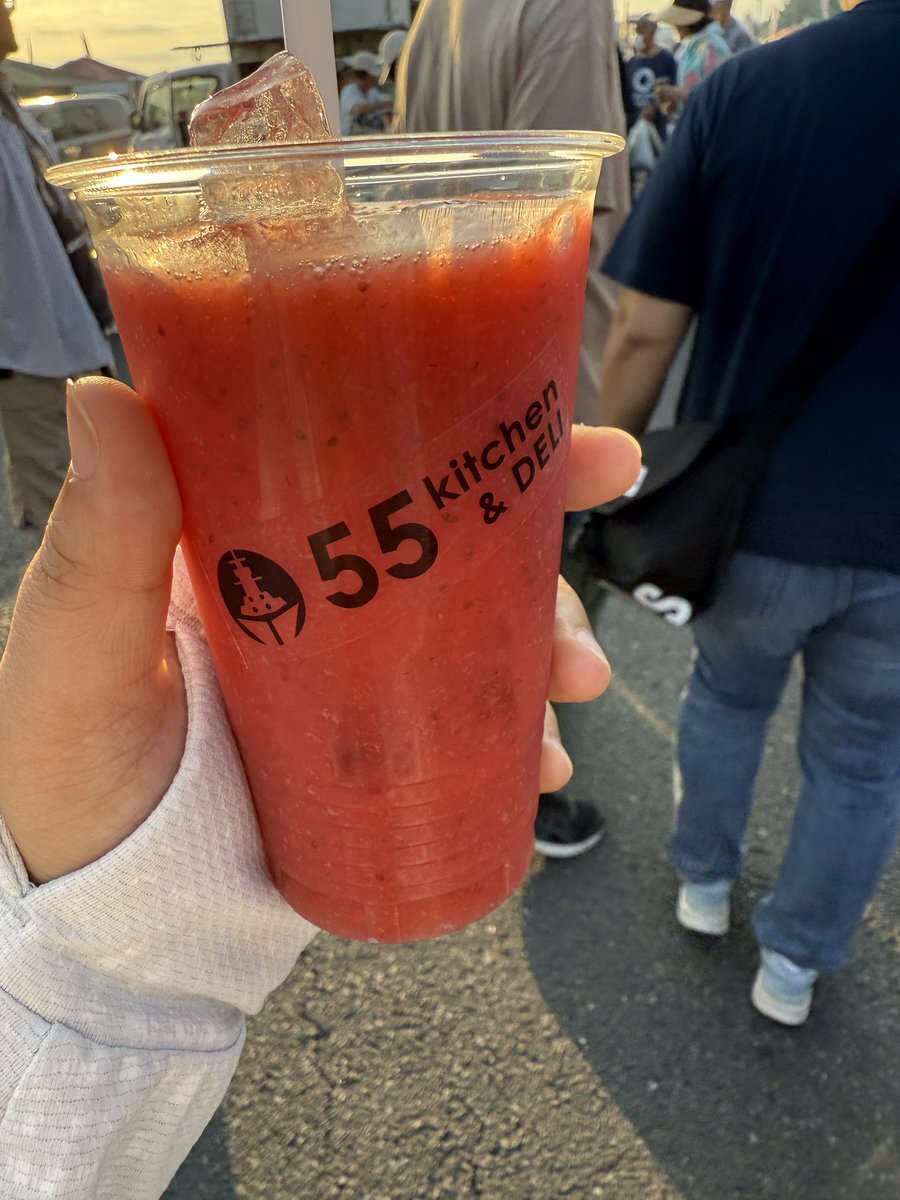 55 kitchen
& DELI
S